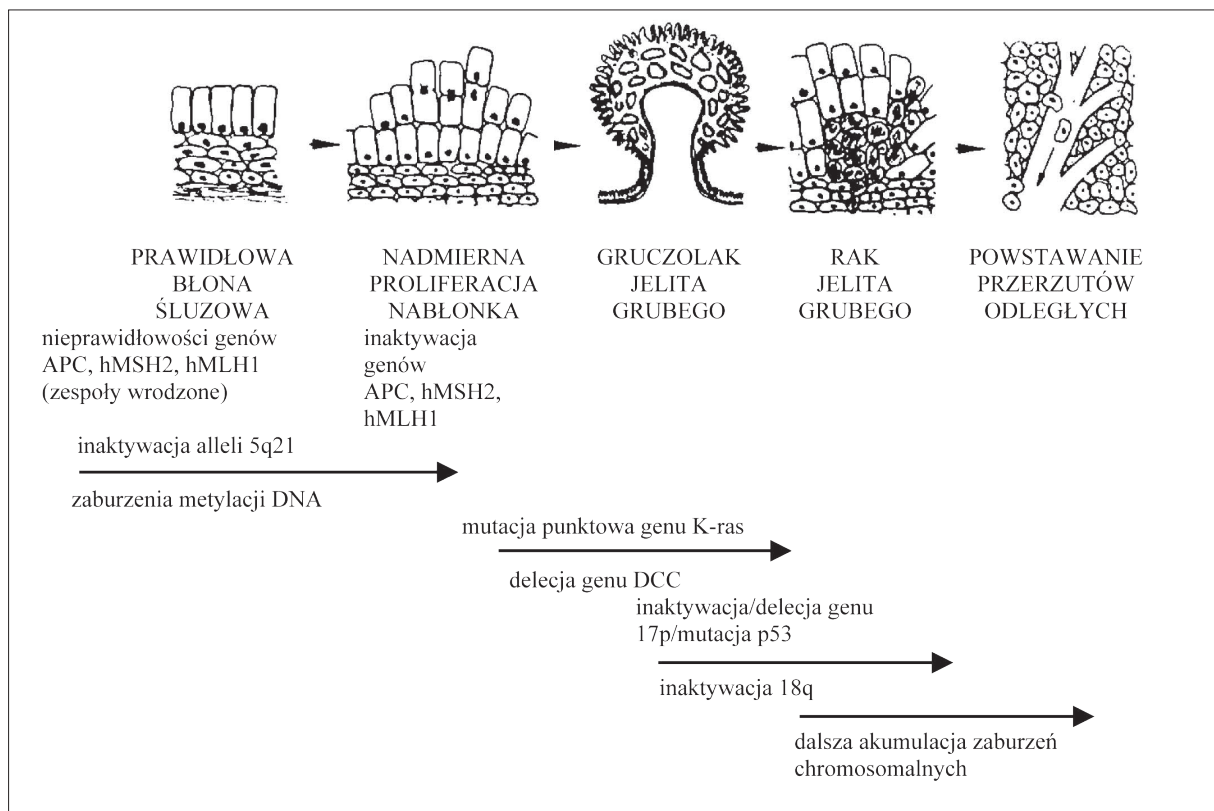 PRAWIDŁOWA
BŁONA
ŚLUZOWA
nieprawidłowości genów
APC, hMSH2, hMLH1
(zespoły wrodzone)
NADMIERNA
PROLIFERACJA
NABŁONKA
inaktywacja
genów
APC, hMSH2,
hMLH1
GRUCZOLAK
JELITA
GRUBEGO
RAK
JELITA
GRUBEGO
POWSTAWANIE
PRZERZUTÓW
ODLEGŁYCH
inaktywacja alleli 5q21
zaburzenia metylacji DNA
mutacja punktowa genu K-ras
delecja genu DCC
inaktywacja/delecja genu
17p/mutacja p53
inaktywacja 18q
dalsza akumulacja zaburzeń
chromosomalnych